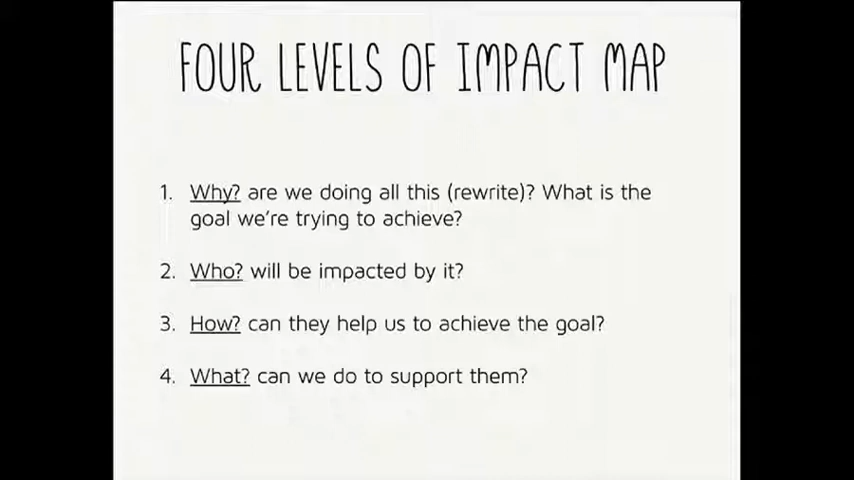 FOUR LEVELS OF IMPACT MAP
1. Why? are we doing all this (rewrite)? What is the
goal we're trying to achieve?
2. Who? will be impacted by it?
3. How? can they help us to achieve the goal?
4. What? can we do to support them?